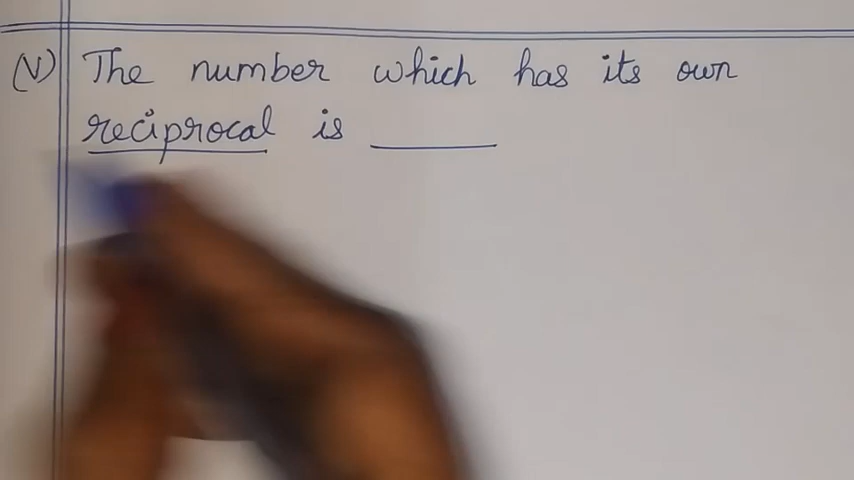 (V) The number which has its own
reciprocal is ______